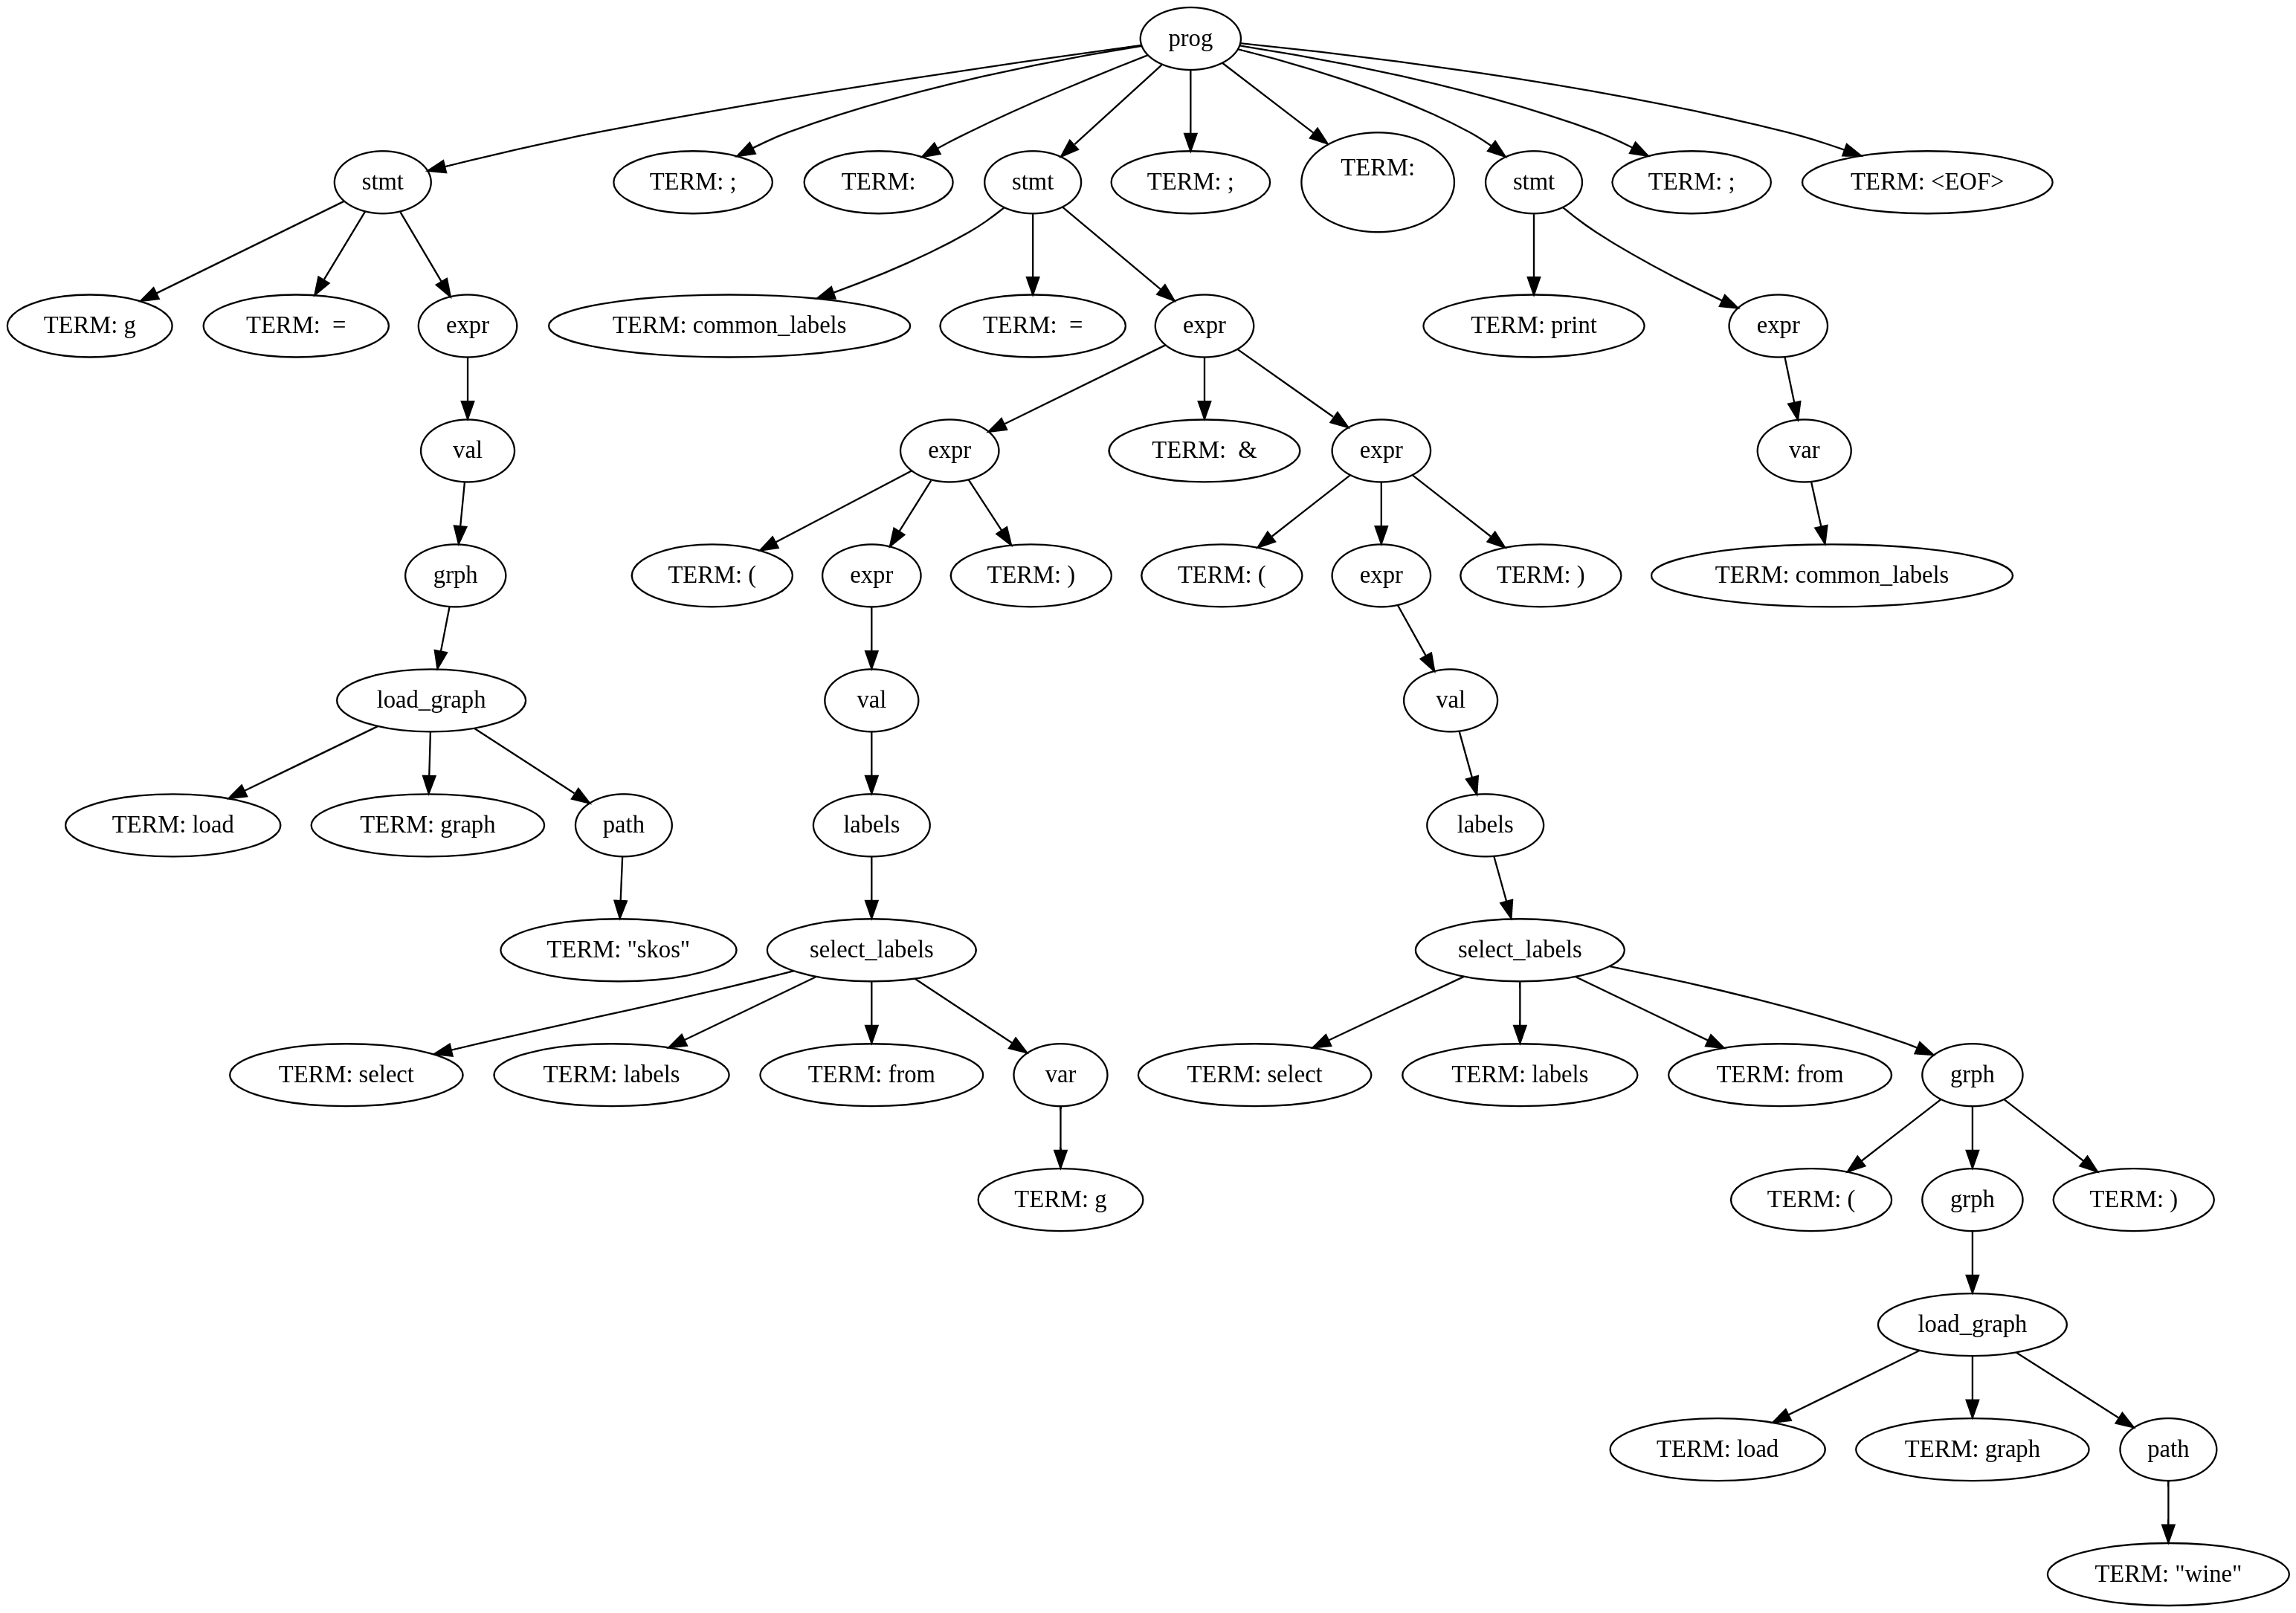 prog
stmt
TERM: ;
TERM:
stmt
TERM: ;
TERM:
stmt
TERM: ;
TERM: <EOF>
TERM: g
TERM:  =
expr
TERM: common_labels
TERM:  =
expr
TERM: print
expr
val
expr
TERM:  &
expr
var
grph
TERM: (
expr
TERM: )
TERM: (
expr
TERM: )
TERM: common_labels
load_graph
val
val
TERM: load
TERM: graph
path
labels
labels
TERM: "skos"
select_labels
select_labels
TERM: select
TERM: labels
TERM: from
var
TERM: select
TERM: labels
TERM: from
grph
TERM: g
TERM: (
grph
TERM: )
load_graph
TERM: load
TERM: graph
path
TERM: "wine"